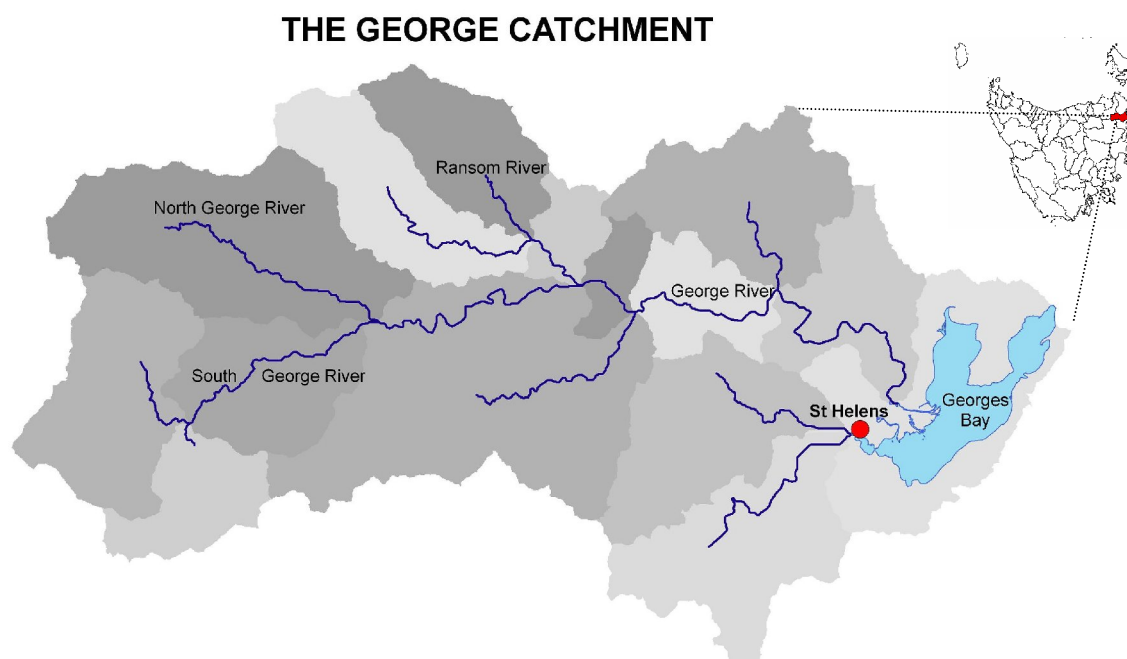 THE GEORGE CATCHMENT
Ransom River
North George River
George River
South George River
St Helens
Georges
Bay